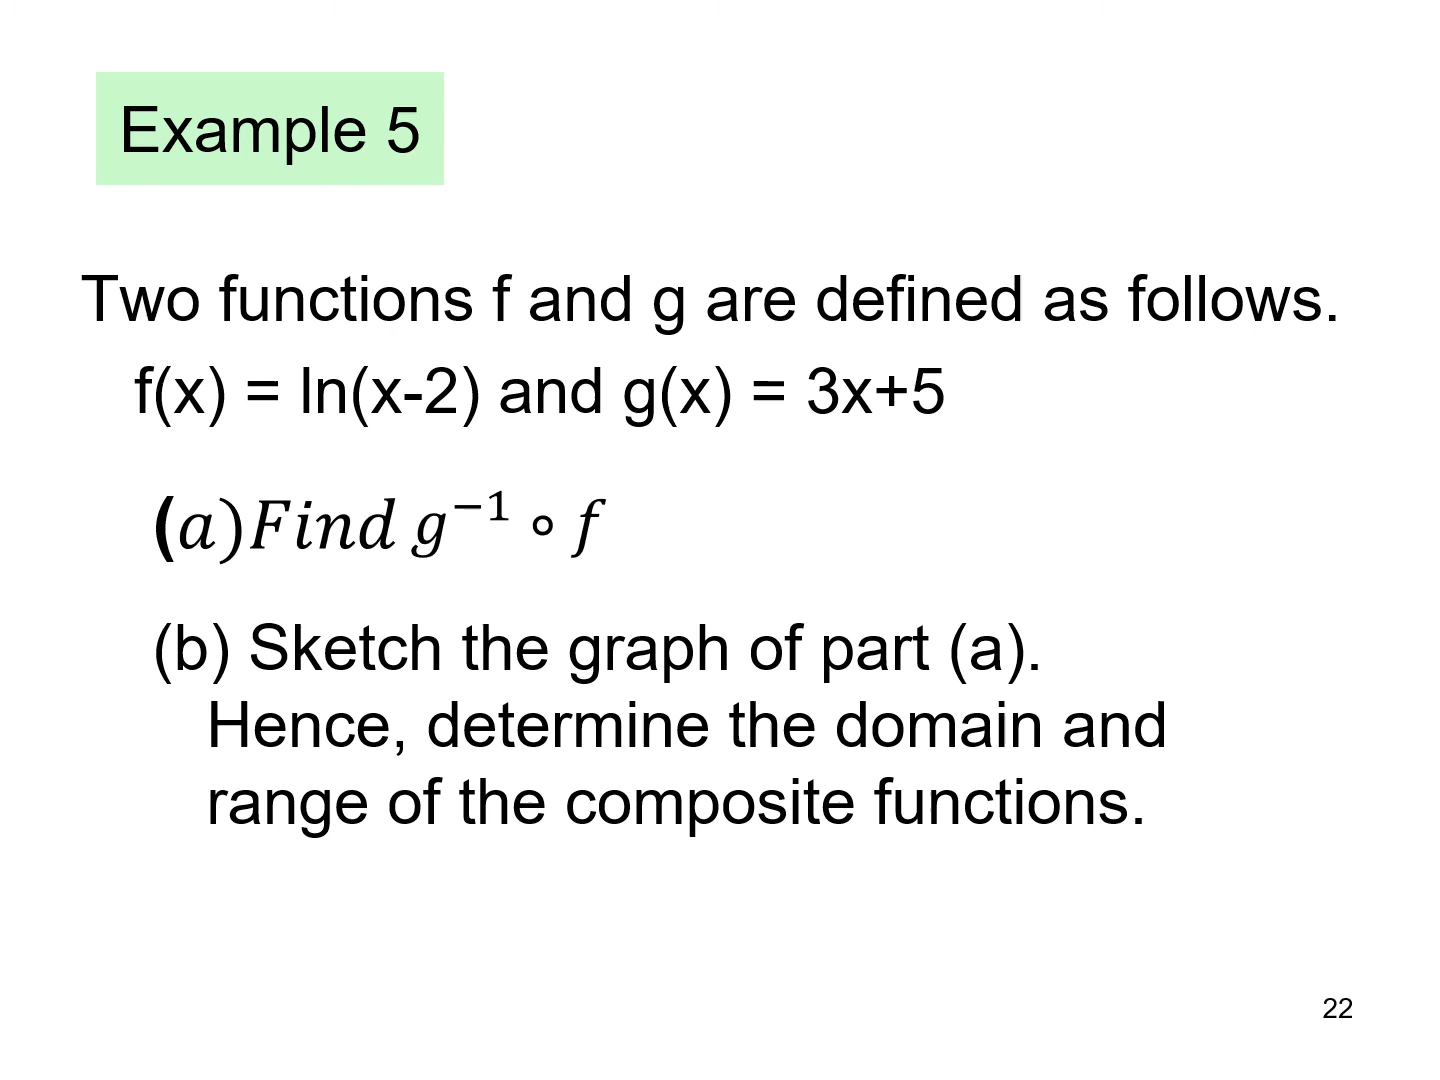 Example 5
Two functions f and g are defined as follows.
f(x) = ln(x-2) and g(x) = 3x+5
(𝑎)𝐹𝑖𝑛𝑑 𝑔⁻¹ ∘ 𝑓
(b) Sketch the graph of part (a).
Hence, determine the domain and
range of the composite functions.
22